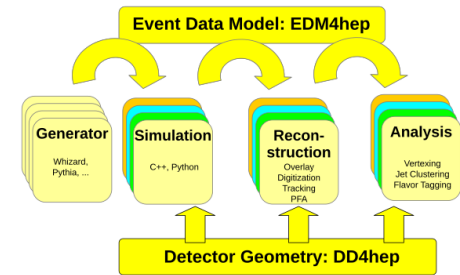 Event Data Model: EDM4hep
Generator
Whizard,
Pythia, ...
Simulation
C++, Python
Recon-
struction
Overlay
Digitization
Tracking
PFA
Analysis
Vertexing
Jet Clustering
Flavor Tagging
Detector Geometry: DD4hep